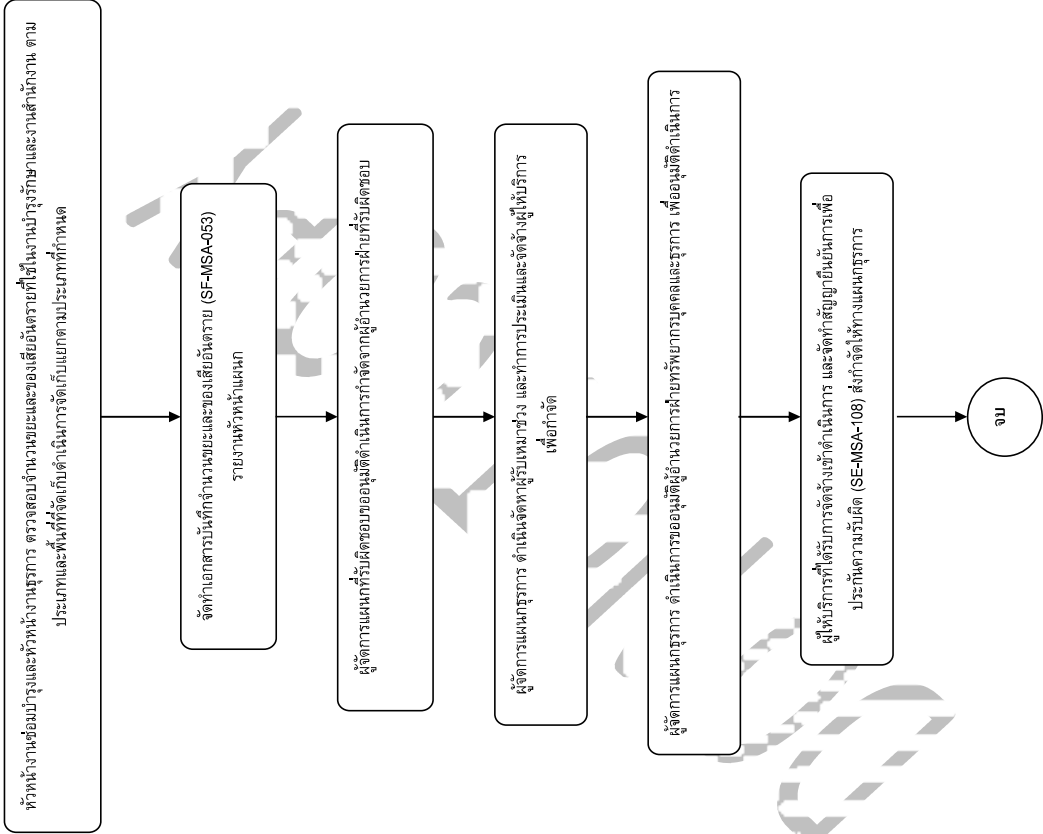 หัวหน้างานซ่อมบำรุงและหัวหน้างานธุรการ ตรวจสอบจำนวนขยะและของเสียอันตรายที่ใช้ในงานบำรุงรักษาและงานสำนักงาน ตาม
ประเภทและพื้นที่ที่จัดเก็บดำเนินการจัดเก็บแยกตามประเภทที่กำหนด
จัดทำเอกสารบันทึกจำนวนขยะและของเสียอันตราย (SF-MSA-053)
รายงานหัวหน้าแผนก
ผู้จัดการแผนกที่รับผิดชอบขออนุมัติดำเนินการกำจัดจากผู้อำนวยการฝ่ายที่รับผิดชอบ
ผู้จัดการแผนกธุรการ ดำเนินจัดหาผู้รับเหมาช่วง และทำการประเมินและจัดจ้างผู้ให้บริการ
เพื่อกำจัด
ผู้จัดการแผนกธุรการ ดำเนินการขออนุมัติผู้อำนวยการฝ่ายทรัพยากรบุคคลและธุรการ เพื่ออนุมัติดำเนินการ
ผู้ให้บริการที่ได้รับการจัดจ้างเข้าดำเนินการ และจัดทำสัญญายืนยันการเพื่อ
ประกันความรับผิด (SE-MSA-108) ส่งกำจัดให้ทางแผนกธุรการ
จบ